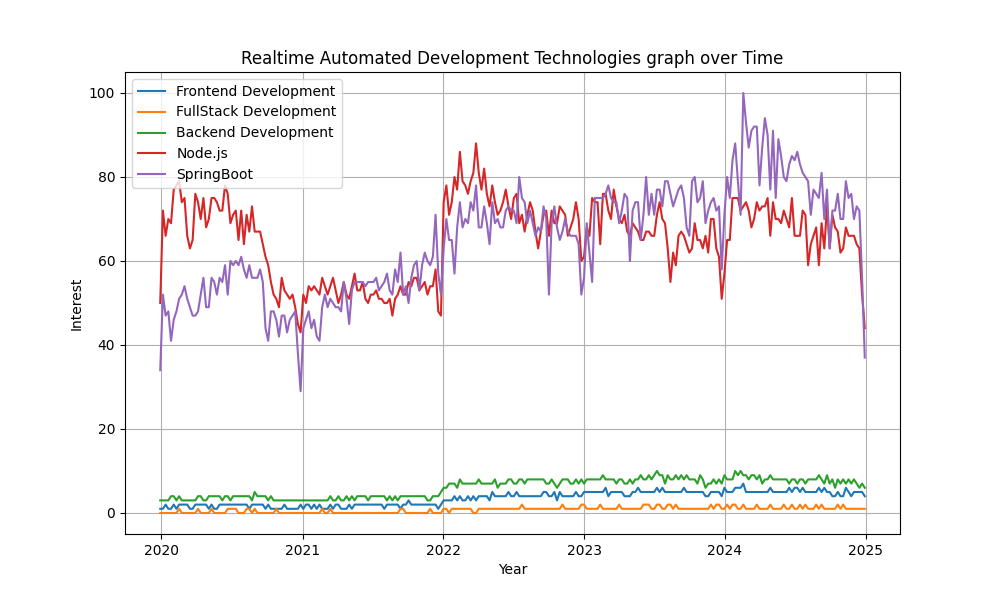 Realtime Automated Development Technologies graph over Time
Frontend Development
FullStack Development
Backend Development
Node.js
SpringBoot
100
80
60
40
20
0
Interest
2020 2021 2022 2023 2024 2025
Year